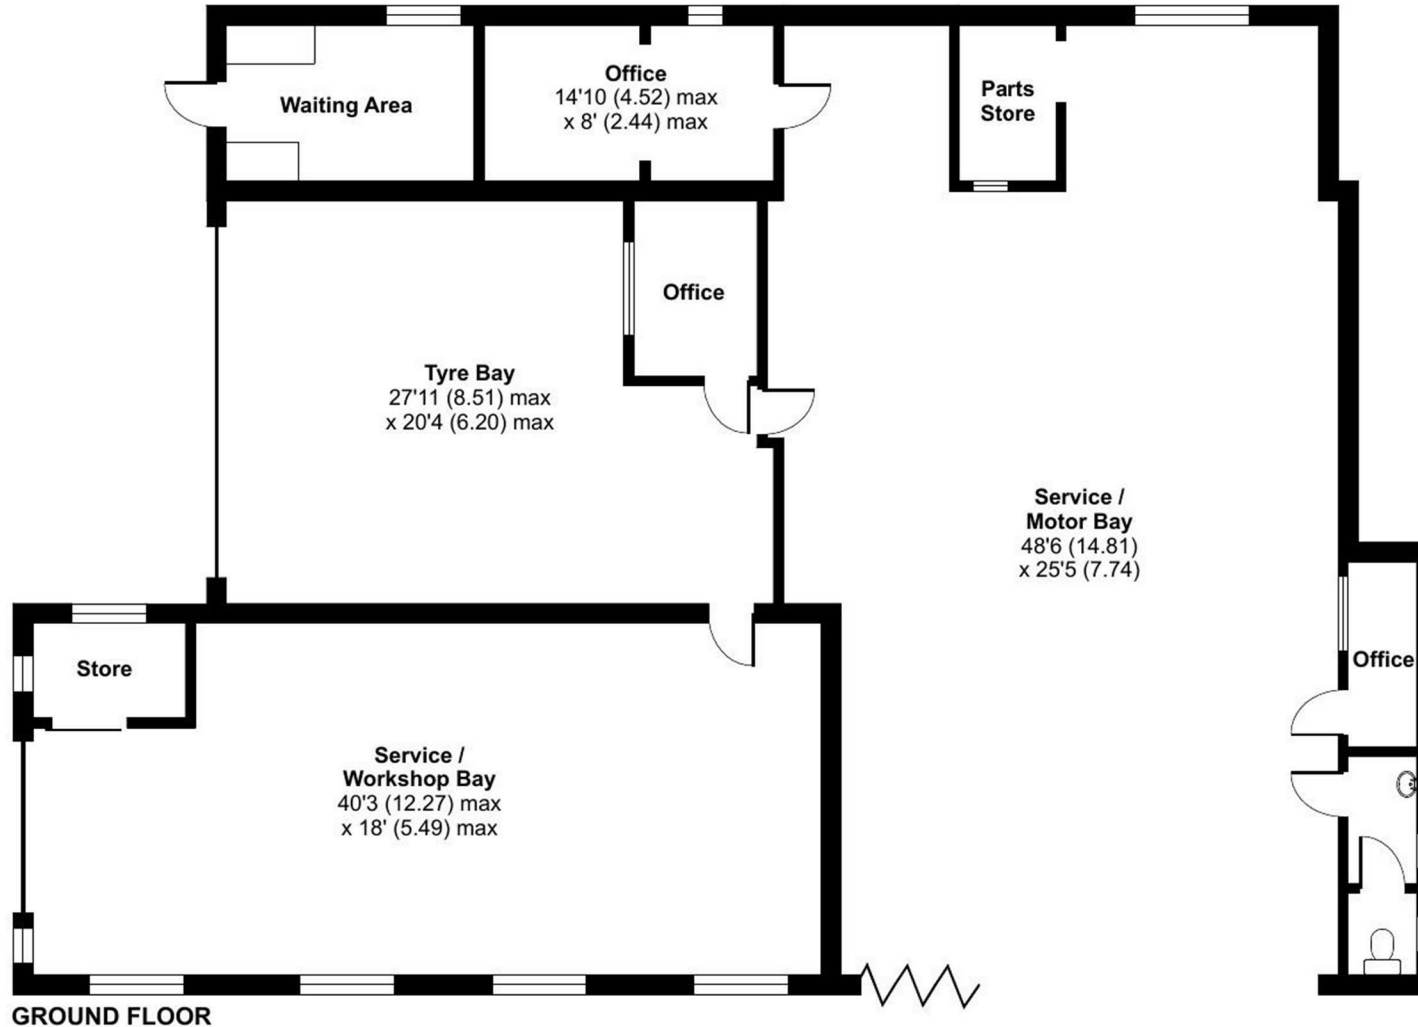 Waiting Area
Office
14'10 (4.52) max
x 8' (2.44) max
Parts
Store
Office
Tyre Bay
27'11 (8.51) max
x 20'4 (6.20) max
Service /
Motor Bay
48'6 (14.81)
x 25'5 (7.74)
Office
Store
Service /
Workshop Bay
40'3 (12.27) max
x 18' (5.49) max
GROUND FLOOR